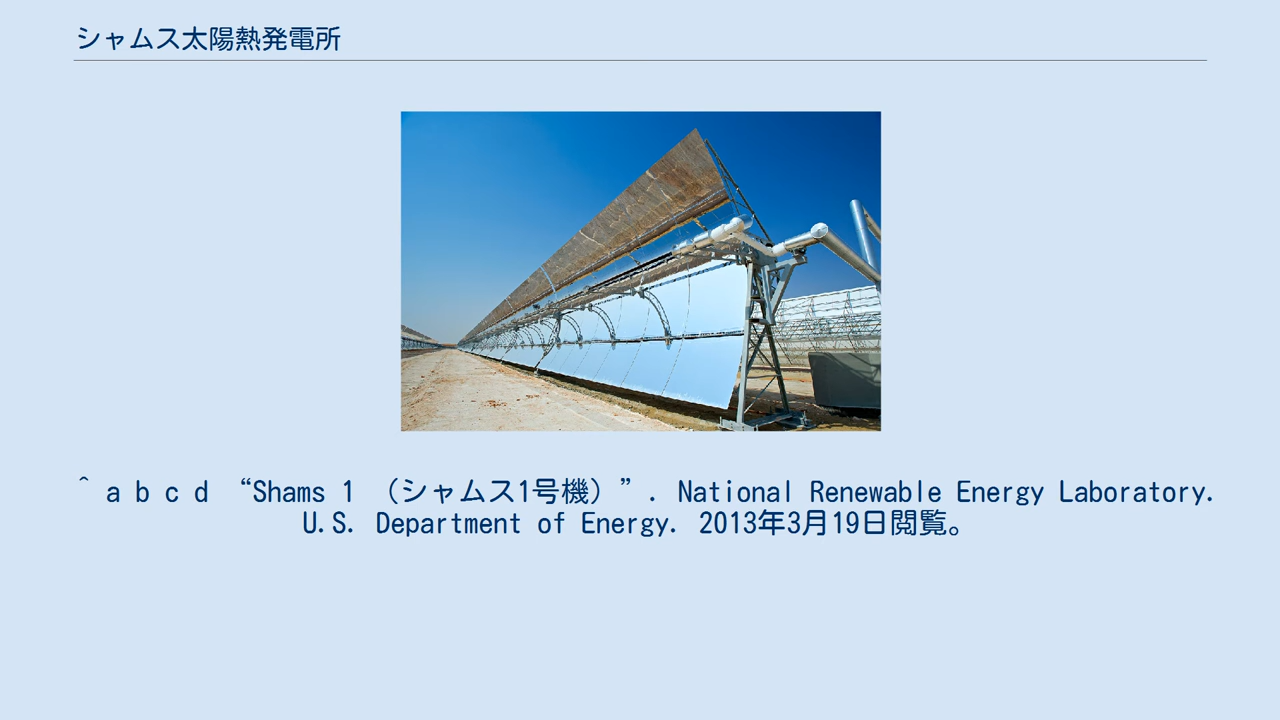 シャムス太陽熱発電所
^ a b c d “Shams 1 （シャムス1号機）”. National Renewable Energy Laboratory.
U.S. Department of Energy. 2013年3月19日閲覧。